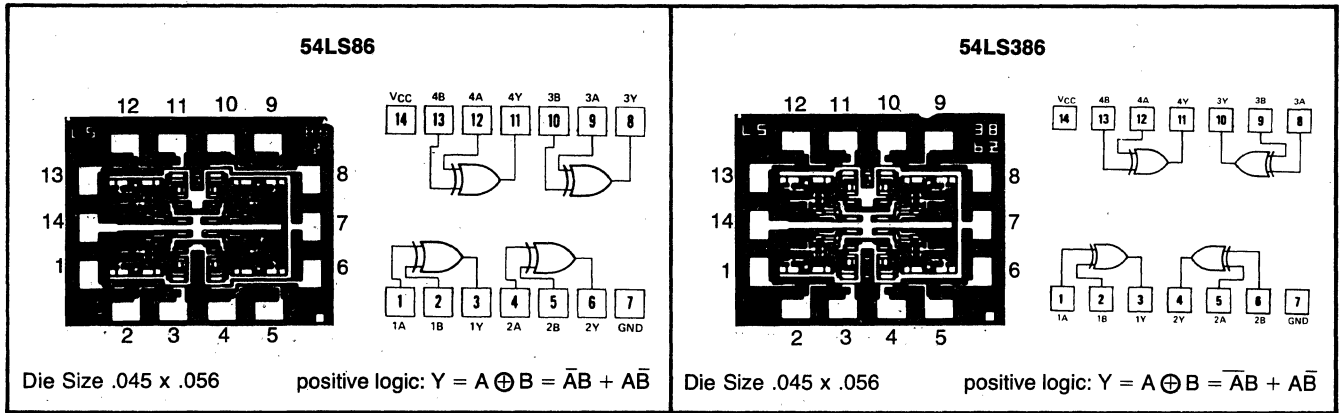 54LS86
12 11 10 9
13
14
1
8
7
6
2 3 4 5
LS
VCC 4B 4A 4Y 3B 3A 3Y
14 13 12 11 10 9 8
1 2 3 4 5 6 7
1A 1B 1Y 2A 2B 2Y GND
Die Size .045 x .056
positive logic: Y = A ⊕ B = A̅B + AB̅
54LS386
12 11 10 9
13
14
1
8
7
6
2 3 4 5
LS
38
62
VCC 4B 4A 4Y 3Y 3B 3A
14 13 12 11 10 9 8
1 2 3 4 5 6 7
1A 1B 1Y 2Y 2A 2B GND
Die Size .045 x .056
positive logic: Y = A ⊕ B = A̅B + AB̅